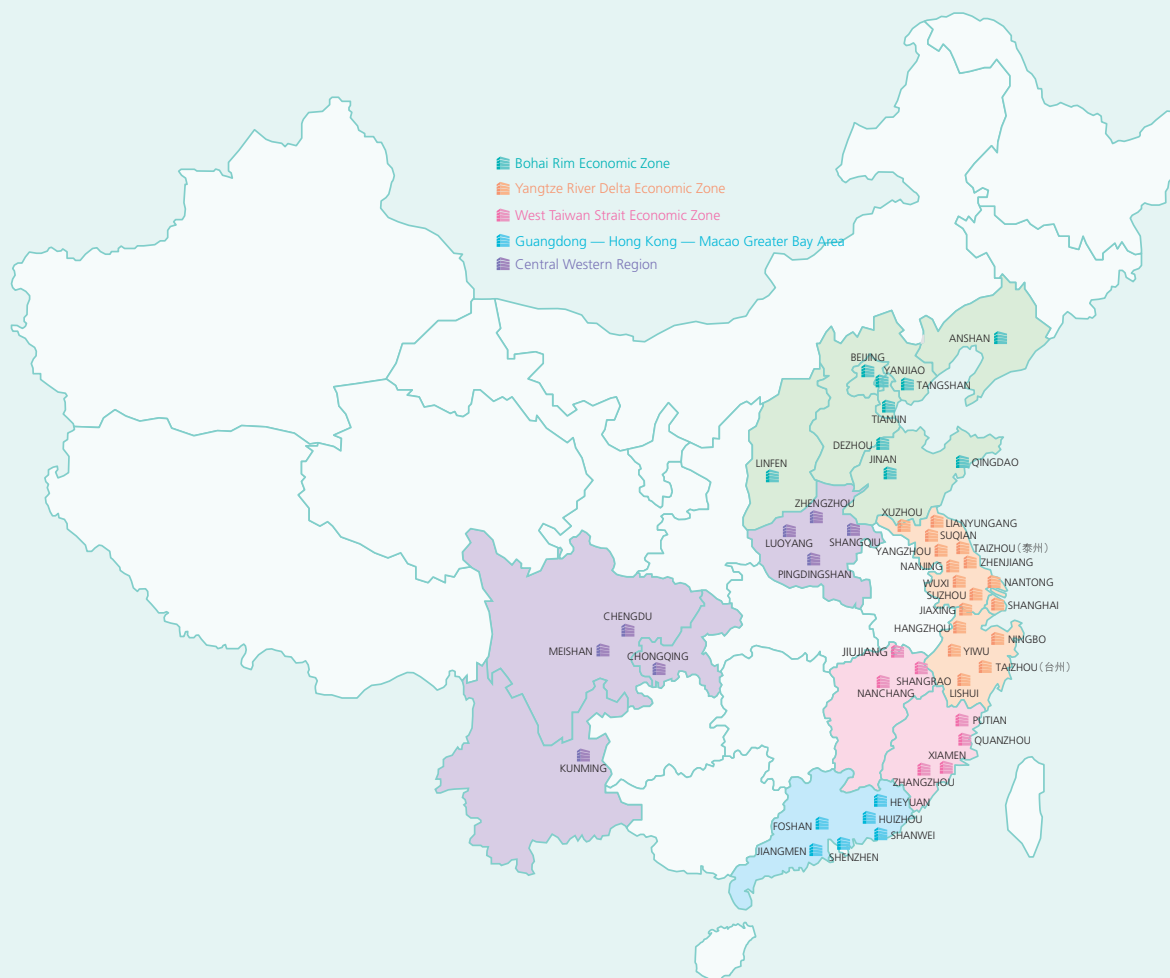 Bohai Rim Economic Zone
Yangtze River Delta Economic Zone
West Taiwan Strait Economic Zone
Guangdong — Hong Kong — Macao Greater Bay Area
Central Western Region
ANSHAN
BEIJING
YANJIAO
TANGSHAN
TIANJIN
DEZHOU
JINAN
LINFEN
QINGDAO
ZHENGZHOU
XUZHOU
LIANYUNGANG
SUQIAN
LUOYANG
SHANGQIU
YANGZHOU
TAIZHOU（泰州）
ZHENJIANG
NANJING
PINGDINGSHAN
WUXI
NANTONG
SUZHOU
SHANGHAI
JIAXING
CHENGDU
HANGZHOU
NINGBO
MEISHAN
CHONGQING
JIUJIANG
YIWU
TAIZHOU（台州）
SHANGRAO
NANCHANG
LISHUI
PUTIAN
QUANZHOU
XIAMEN
KUNMING
ZHANGZHOU
HEYUAN
HUIZHOU
FOSHAN
SHANWEI
JIANGMEN
SHENZHEN